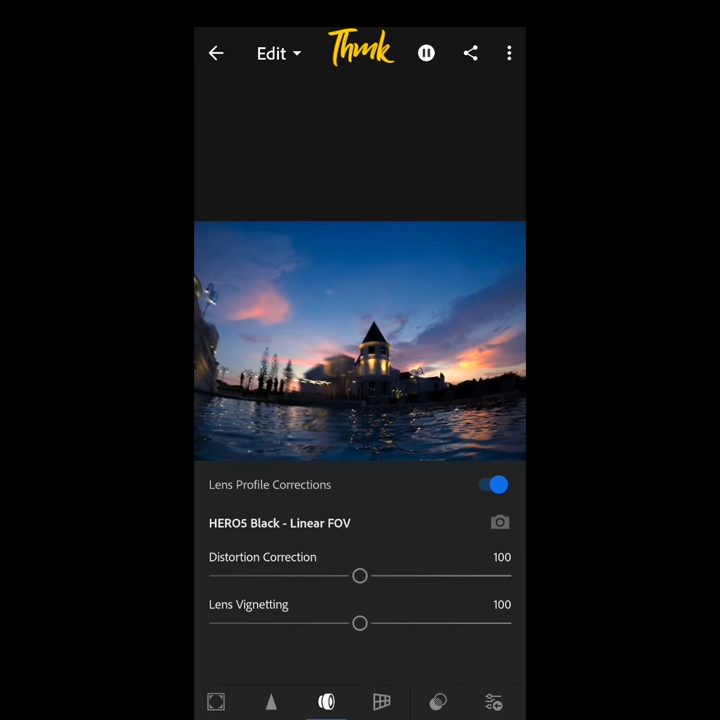 Edit
Thmk
Lens Profile Corrections
HERO5 Black - Linear FOV
Distortion Correction 100
Lens Vignetting 100